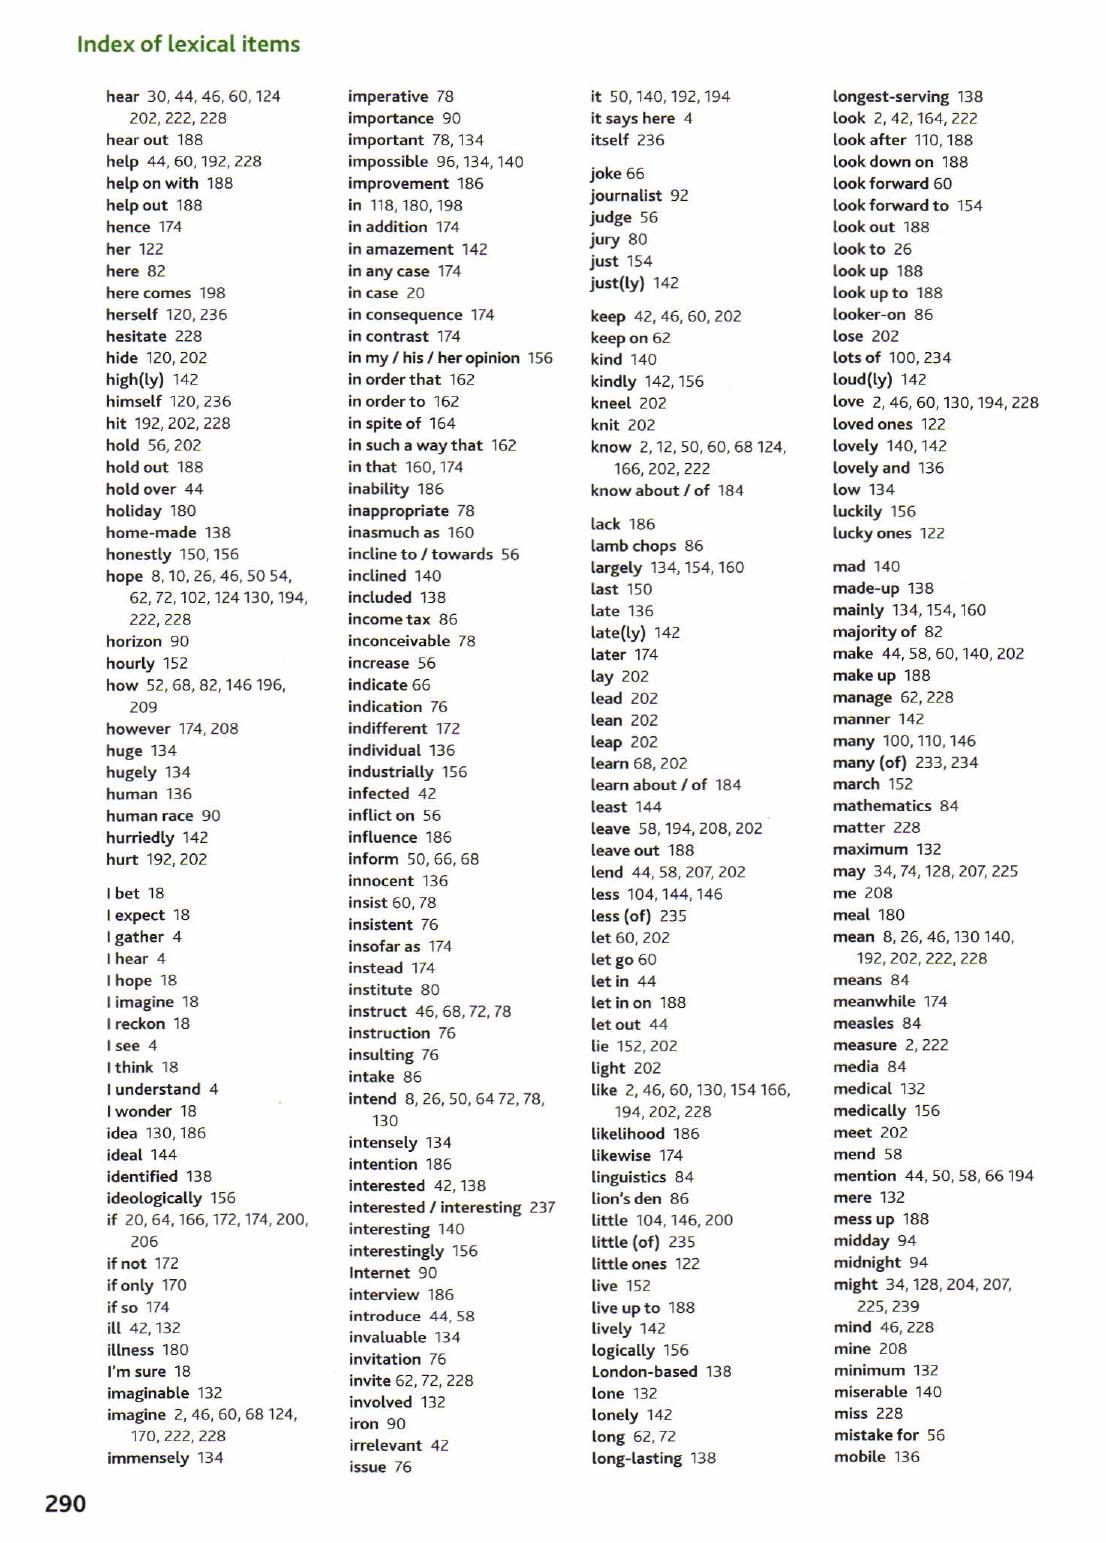 Index of lexical items
hear 30, 44, 46, 60, 124
202, 222, 228
hear out 188
help 44, 60, 192, 228
help on with 188
help out 188
hence 174
her 122
here 82
here comes 198
herself 120, 236
hesitate 228
hide 120, 202
high(ly) 142
himself 120, 236
hit 192, 202, 228
hold 56, 202
hold out 188
hold over 44
holiday 180
home-made 138
honestly 150, 156
hope 8, 10, 26, 46, 50 54,
62, 72, 102, 124 130, 194,
222, 228
horizon 90
hourly 152
how 52, 68, 82, 146 196,
209
however 174, 208
huge 134
hugely 134
human 136
human race 90
hurriedly 142
hurt 192, 202
I bet 18
I expect 18
I gather 4
I hear 4
I hope 18
I imagine 18
I reckon 18
I see 4
I think 18
I understand 4
I wonder 18
idea 130, 186
ideal 144
identified 138
ideologically 156
if 20, 64, 166, 172, 174, 200,
206
if not 172
if only 170
if so 174
ill 42, 132
illness 180
I'm sure 18
imaginable 132
imagine 2, 46, 60, 68 124,
170, 222, 228
immensely 134
imperative 78
importance 90
important 78, 134
impossible 96, 134, 140
improvement 186
in 118, 180, 198
in addition 174
in amazement 142
in any case 174
in case 20
in consequence 174
in contrast 174
in my / his / her opinion 156
in order that 162
in order to 162
in spite of 164
in such a way that 162
in that 160, 174
inability 186
inappropriate 78
inasmuch as 160
incline to / towards 56
inclined 140
included 138
income tax 86
inconceivable 78
increase 56
indicate 66
indication 76
indifferent 172
individual 136
industrially 156
infected 42
inflict on 56
influence 186
inform 50, 66, 68
innocent 136
insist 60, 78
insistent 76
insofar as 174
instead 174
institute 80
instruct 46, 68, 72, 78
instruction 76
insulting 76
intake 86
intend 8, 26, 50, 64 72, 78,
130
intensely 134
intention 186
interested 42, 138
interested / interesting 237
interesting 140
interestingly 156
Internet 90
interview 186
introduce 44, 58
invaluable 134
invitation 76
invite 62, 72, 228
involved 132
iron 90
irrelevant 42
issue 76
it 50, 140, 192, 194
it says here 4
itself 236
joke 66
journalist 92
judge 56
jury 80
just 154
just(ly) 142
keep 42, 46, 60, 202
keep on 62
kind 140
kindly 142, 156
kneel 202
knit 202
know 2, 12, 50, 60, 68 124,
166, 202, 222
know about / of 184
lack 186
lamb chops 86
largely 134, 154, 160
last 150
late 136
late(ly) 142
later 174
lay 202
lead 202
lean 202
leap 202
learn 68, 202
learn about / of 184
least 144
leave 58, 194, 208, 202
leave out 188
lend 44, 58, 207, 202
less 104, 144, 146
less (of) 235
let 60, 202
let go 60
let in 44
let in on 188
let out 44
lie 152, 202
light 202
like 2, 46, 60, 130, 154 166,
194, 202, 228
likelihood 186
likewise 174
linguistics 84
lion's den 86
little 104, 146, 200
little (of) 235
little ones 122
live 152
live up to 188
lively 142
logically 156
London-based 138
lone 132
lonely 142
long 62, 72
long-lasting 138
longest-serving 138
look 2, 42, 164, 222
look after 110, 188
look down on 188
look forward 60
look forward to 154
look out 188
look to 26
look up 188
look up to 188
looker-on 86
lose 202
lots of 100, 234
loud(ly) 142
love 2, 46, 60, 130, 194, 228
loved ones 122
lovely 140, 142
lovely and 136
low 134
luckily 156
lucky ones 122
mad 140
made-up 138
mainly 134, 154, 160
majority of 82
make 44, 58, 60, 140, 202
make up 188
manage 62, 228
manner 142
many 100, 110, 146
many (of) 233, 234
march 152
mathematics 84
matter 228
maximum 132
may 34, 74, 128, 207, 225
me 208
meal 180
mean 8, 26, 46, 130 140,
192, 202, 222, 228
means 84
meanwhile 174
measles 84
measure 2, 222
media 84
medical 132
medically 156
meet 202
mend 58
mention 44, 50, 58, 66 194
mere 132
mess up 188
midday 94
midnight 94
might 34, 128, 204, 207,
225, 239
mind 46, 228
mine 208
minimum 132
miserable 140
miss 228
mistake for 56
mobile 136
290